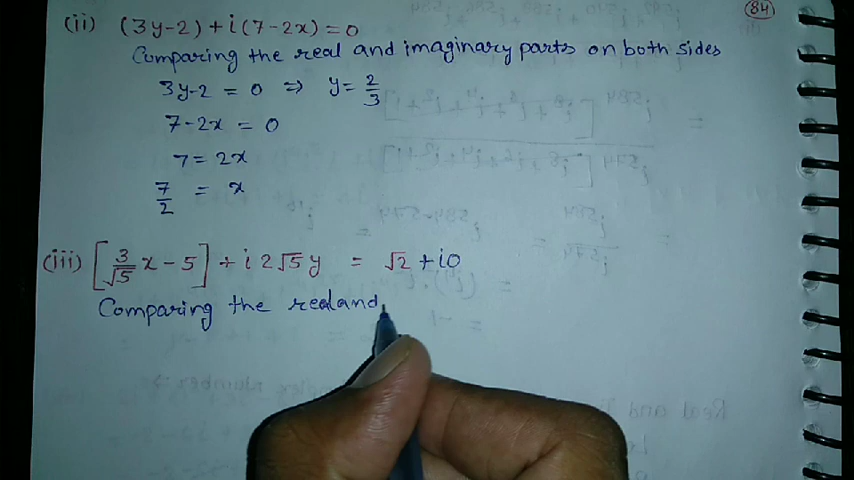 84
(ii) (3y-2)+i(7-2x)=0
Comparing the real and imaginary parts on both sides
3y-2 = 0 ⇒ y= 2/3
7-2x = 0
7 = 2x
7/2 = x
(iii) [3/√5 x - 5] + i 2√5 y = √2 + i0
Comparing the real and